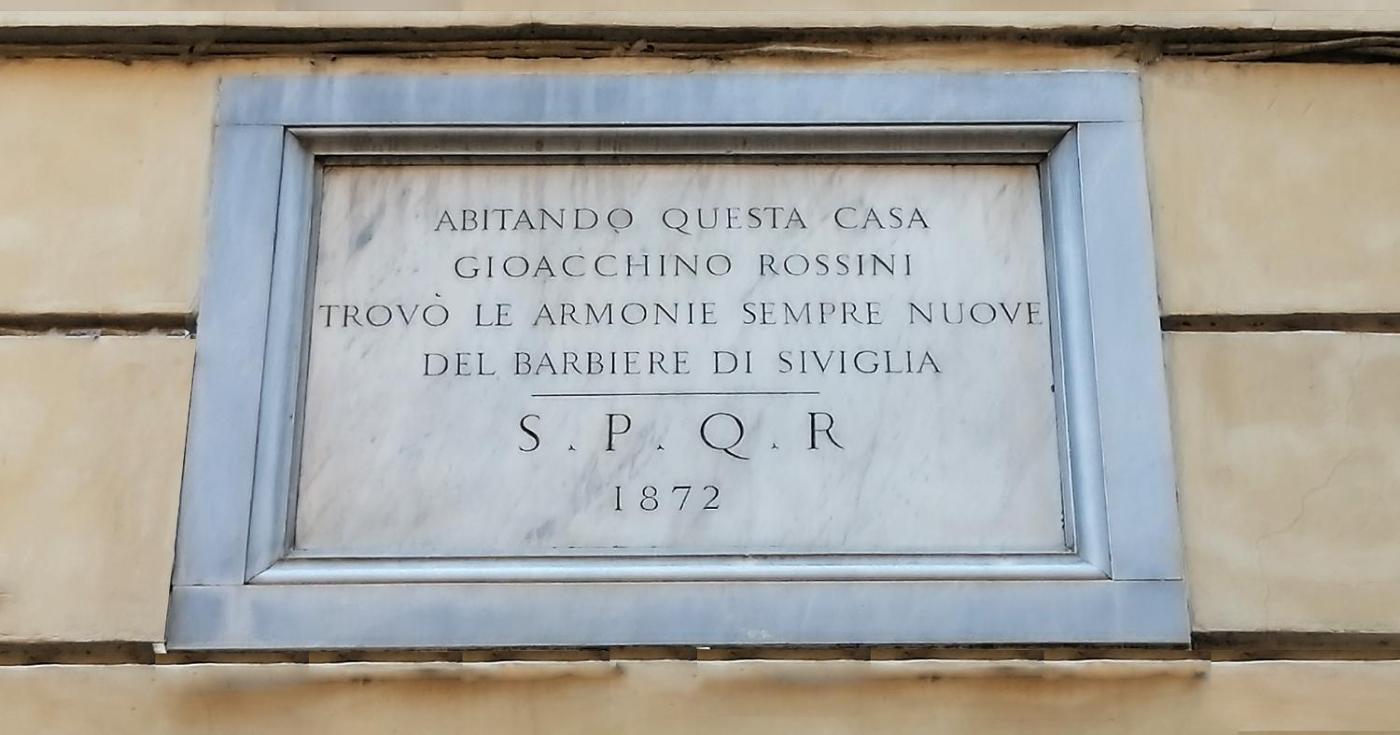 ABITANDO QUESTA CASA
GIOACCHINO ROSSINI
TROVÒ LE ARMONIE SEMPRE NUOVE
DEL BARBIERE DI SIVIGLIA
S.P.Q.R
1872